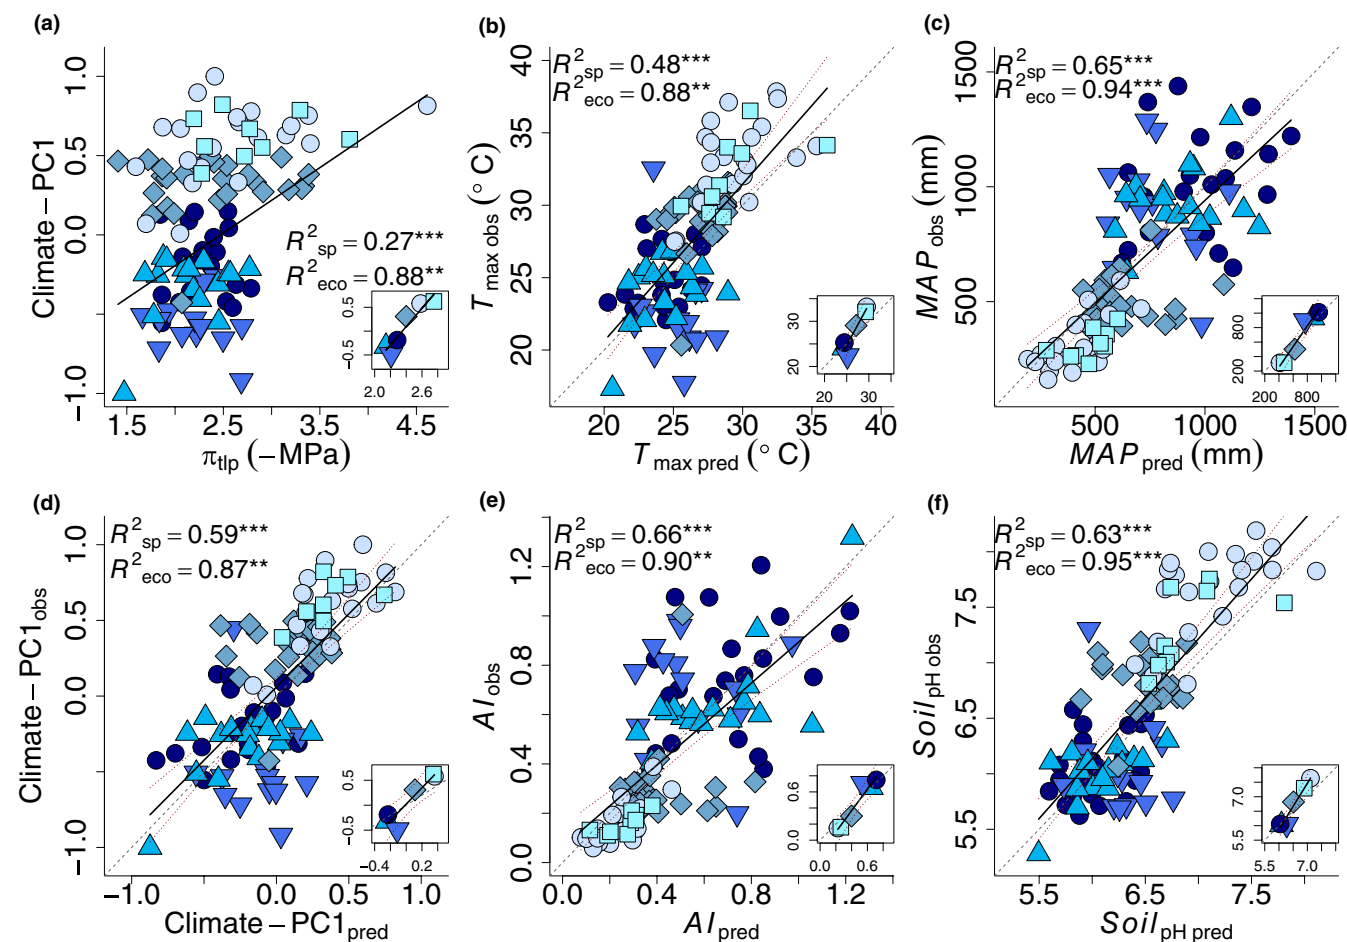 (a)
Climate – PC1
1.0
0.5
0.0
−1.0
R²sp = 0.27***
R²eco = 0.88**
0.5
−0.5
2.0 2.6
1.5 2.5 3.5 4.5
πtlp (−MPa)
(b)
Tmax obs (°C)
40
35
30
25
20
R²sp = 0.48***
R²eco = 0.88**
30
20
20 30
20 25 30 35 40
Tmax pred (°C)
(c)
MAPobs (mm)
1500
1000
500
R²sp = 0.65***
R²eco = 0.94***
800
200
200 800
500 1000 1500
MAPpred (mm)
(d)
Climate – PC1obs
1.0
0.5
0.0
−1.0
R²sp = 0.59***
R²eco = 0.87**
0.5
−0.5
−0.4 0.2
−1.0 0.0 0.5 1.0
Climate – PC1pred
(e)
AIobs
1.2
0.8
0.4
0.0
R²sp = 0.66***
R²eco = 0.90**
0.6
0.0
0.0 0.6
0.0 0.4 0.8 1.2
AIpred
(f)
SoilpH obs
7.5
6.5
5.5
R²sp = 0.63***
R²eco = 0.95***
7.0
5.5
5.5 7.0
5.5 6.5 7.5
SoilpH pred